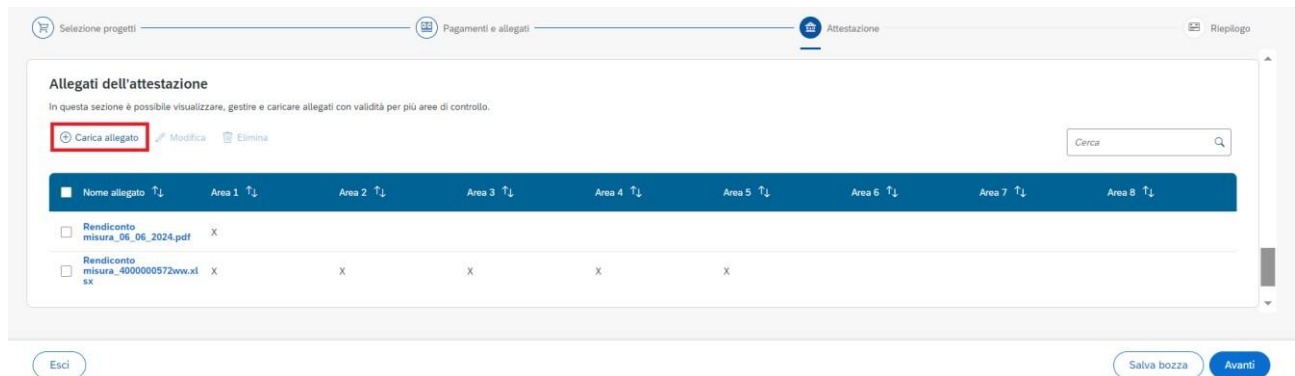 Selezione progetti Pagamenti e allegati Attestazione Riepilogo
Allegati dell'attestazione
In questa sezione è possibile visualizzare, gestire e caricare allegati con validità per più aree di controllo.
Carica allegato Modifica Elimina Cerca
Nome allegato Area 1 Area 2 Area 3 Area 4 Area 5 Area 6 Area 7 Area 8
Rendiconto
misura_06_06_2024.pdf X
Rendiconto
misura_4000000572ww.xl X X X X X
sx
Esci Salva bozza Avanti